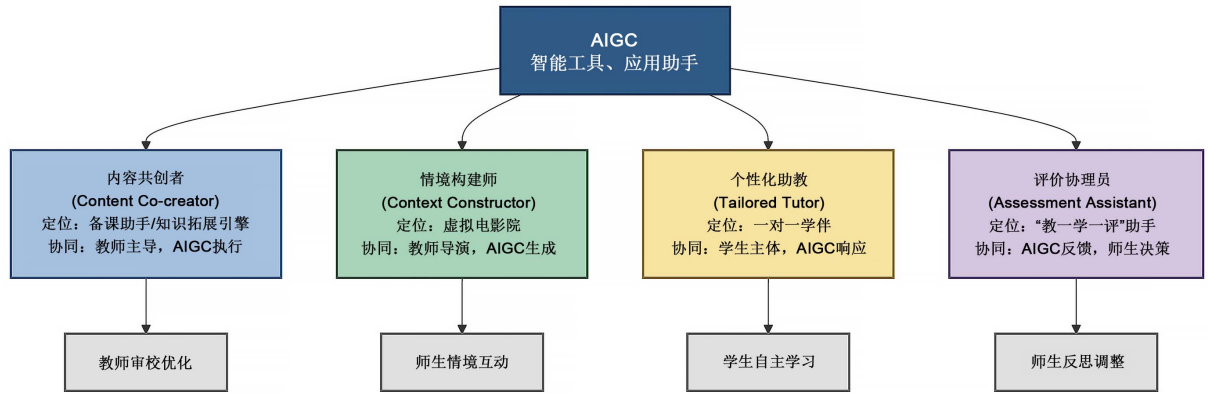 AIGC
智能工具、应用助手
内容共创者
(Content Co-creator)
定位：备课助手/知识拓展引擎
协同：教师主导，AIGC执行
情境构建师
(Context Constructor)
定位：虚拟电影院
协同：教师导演，AIGC生成
个性化助教
(Tailored Tutor)
定位：一对一学伴
协同：学生主体，AIGC响应
评价协理员
(Assessment Assistant)
定位：“教一学一评”助手
协同：AIGC反馈，师生决策
教师审校优化
师生情境互动
学生自主学习
师生反思调整